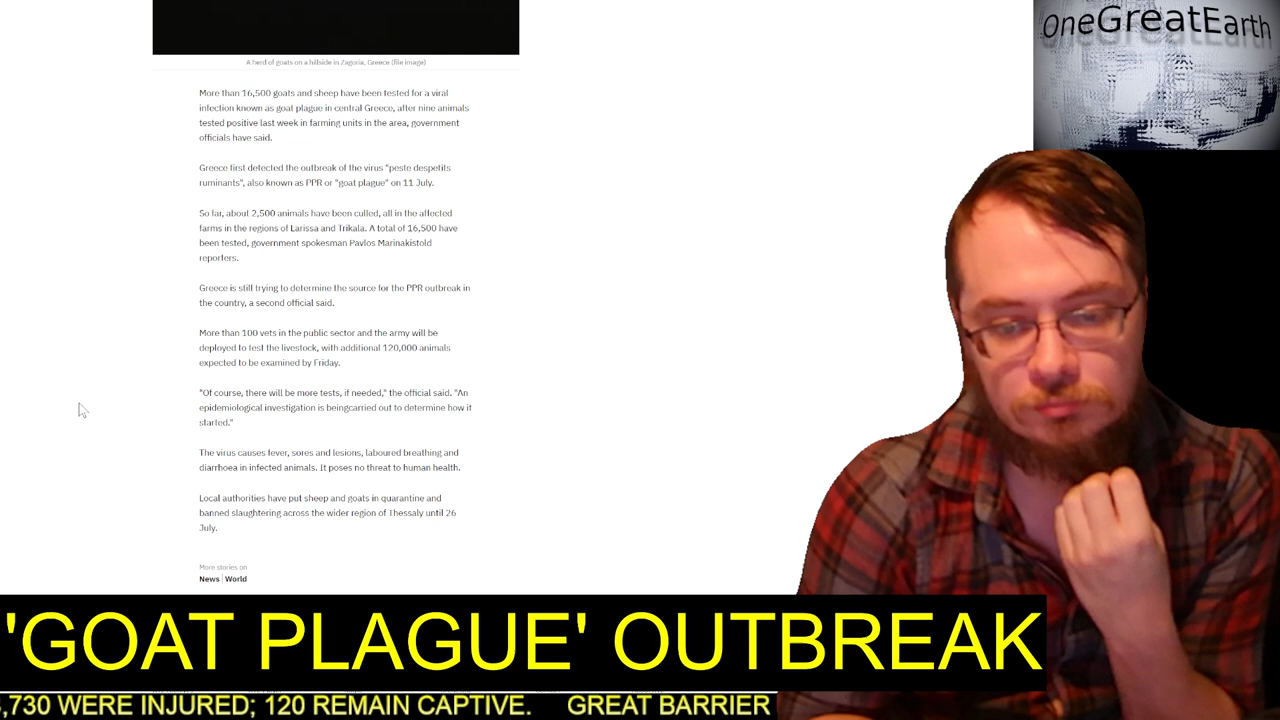 OneGreatEarth
A herd of goats on a hillside in Zagoria, Greece (file image)
More than 16,500 goats and sheep have been tested for a viral
infection known as goat plague in central Greece, after nine animals
tested positive last week in farming units in the area, government
officials have said.
Greece first detected the outbreak of the virus "peste despetits
ruminants", also known as PPR or "goat plague" on 11 July.
So far, about 2,500 animals have been culled, all in the affected
farms in the regions of Larissa and Trikala. A total of 16,500 have
been tested, government spokesman Pavlos Marinakistold
reporters.
Greece is still trying to determine the source for the PPR outbreak in
the country, a second official said.
More than 100 vets in the public sector and the army will be
deployed to test the livestock, with additional 120,000 animals
expected to be examined by Friday.
"Of course, there will be more tests, if needed," the official said. "An
epidemiological investigation is beingcarried out to determine how it
started."
The virus causes fever, sores and lesions, laboured breathing and
diarrhoea in infected animals. It poses no threat to human health.
Local authorities have put sheep and goats in quarantine and
banned slaughtering across the wider region of Thessaly until 26
July.
More stories on
News | World
'GOAT PLAGUE' OUTBREAK
,730 WERE INJURED; 120 REMAIN CAPTIVE. GREAT BARRIER